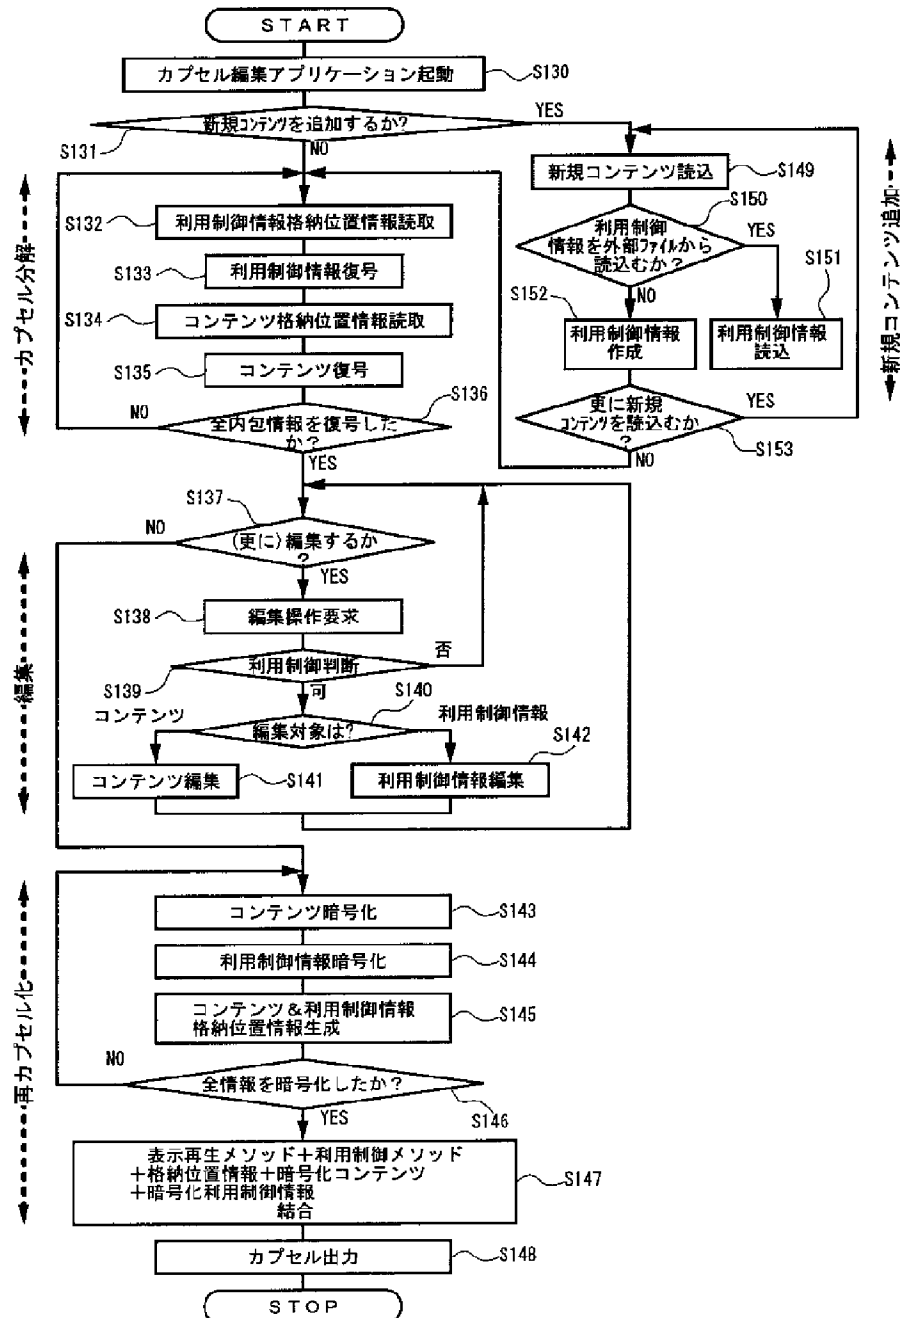 START
カプセル編集アプリケーション起動
S130
新規コンテンツを追加するか?
S131
YES
NO
新規コンテンツ読込
S149
S150
利用制御
情報を外部ファイルから
読込むか?
YES
NO
S151
S152
利用制御情報
作成
利用制御情報
読込
更に新規
コンテンツを読込むか
?
YES
NO
S153
新規コンテンツ追加
カプセル分解
S132
利用制御情報格納位置情報読取
S133
利用制御情報復号
S134
コンテンツ格納位置情報読取
S135
コンテンツ復号
S136
全内包情報を復号した
か?
NO
YES
編集
S137
(更に)編集するか
?
NO
YES
S138
編集操作要求
S139
利用制御判断
否
可
S140
編集対象は?
コンテンツ
利用制御情報
コンテンツ編集
S141
利用制御情報編集
S142
再カプセル化
コンテンツ暗号化
S143
利用制御情報暗号化
S144
コンテンツ&利用制御情報
格納位置情報生成
S145
全情報を暗号化したか?
NO
YES
S146
表示再生メソッド+利用制御メソッド
+格納位置情報+暗号化コンテンツ
+暗号化利用制御情報
結合
S147
カプセル出力
S148
STOP